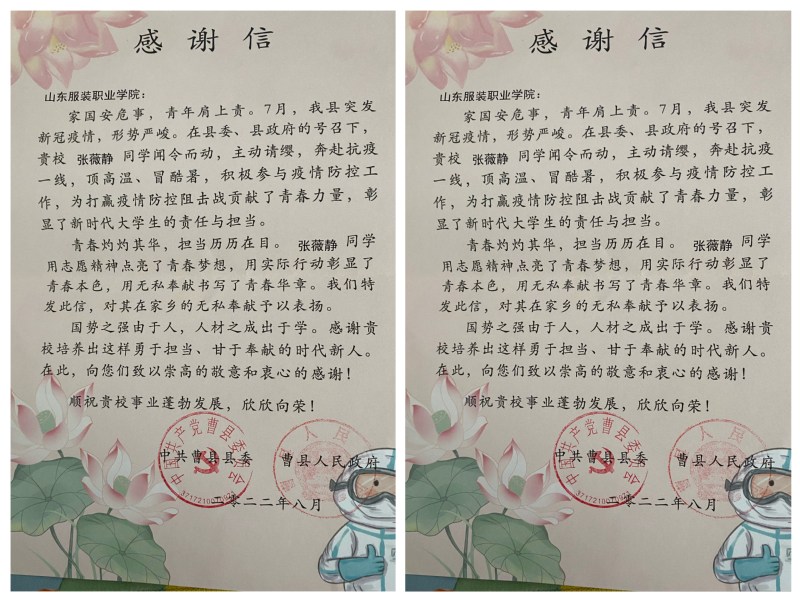 感谢信
山东服装职业学院：
家国安危事，青年肩上责。7月，我县突发
新冠疫情，形势严峻。在县委、县政府的号召下，
贵校 张薇静 同学闻令而动，主动请缨，奔赴抗疫
一线，顶高温、冒酷暑，积极参与疫情防控工
作，为打赢疫情防控阻击战贡献了青春力量，彰
显了新时代大学生的责任与担当。
青春灼灼其华，担当历历在目。 张薇静 同学
用志愿精神点亮了青春梦想，用实际行动彰显了
青春本色，用无私奉献书写了青春华章。我们特
发此信，对其在家乡的无私奉献予以表扬。
国势之强由于人，人材之成出于学。感谢贵
校培养出这样勇于担当、甘于奉献的时代新人。
在此，向您们致以崇高的敬意和衷心的感谢！
顺祝贵校事业蓬勃发展，欣欣向荣！
中共曹县县委 曹县人民政府
中国共产党曹县委员会
二零二二年八月
感谢信
山东服装职业学院：
家国安危事，青年肩上责。7月，我县突发
新冠疫情，形势严峻。在县委、县政府的号召下，
贵校 张薇静 同学闻令而动，主动请缨，奔赴抗疫
一线，顶高温、冒酷暑，积极参与疫情防控工
作，为打赢疫情防控阻击战贡献了青春力量，彰
显了新时代大学生的责任与担当。
青春灼灼其华，担当历历在目。 张薇静 同学
用志愿精神点亮了青春梦想，用实际行动彰显了
青春本色，用无私奉献书写了青春华章。我们特
发此信，对其在家乡的无私奉献予以表扬。
国势之强由于人，人材之成出于学。感谢贵
校培养出这样勇于担当、甘于奉献的时代新人。
在此，向您们致以崇高的敬意和衷心的感谢！
顺祝贵校事业蓬勃发展，欣欣向荣！
中共曹县县委 曹县人民政府
中国共产党曹县委员会
二零二二年八月